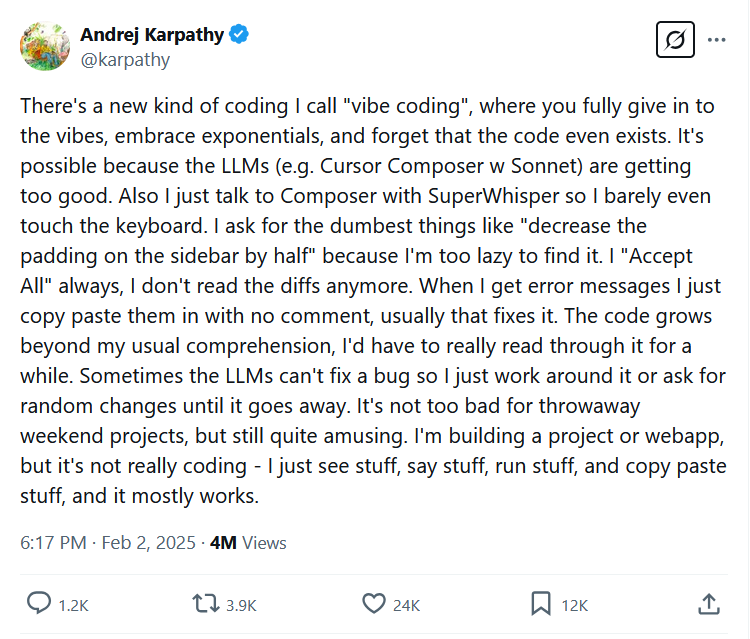 Andrej Karpathy
@karpathy
There's a new kind of coding I call "vibe coding", where you fully give in to
the vibes, embrace exponentials, and forget that the code even exists. It's
possible because the LLMs (e.g. Cursor Composer w Sonnet) are getting
too good. Also I just talk to Composer with SuperWhisper so I barely even
touch the keyboard. I ask for the dumbest things like "decrease the
padding on the sidebar by half" because I'm too lazy to find it. I "Accept
All" always, I don't read the diffs anymore. When I get error messages I just
copy paste them in with no comment, usually that fixes it. The code grows
beyond my usual comprehension, I'd have to really read through it for a
while. Sometimes the LLMs can't fix a bug so I just work around it or ask for
random changes until it goes away. It's not too bad for throwaway
weekend projects, but still quite amusing. I'm building a project or webapp,
but it's not really coding - I just see stuff, say stuff, run stuff, and copy paste
stuff, and it mostly works.
6:17 PM · Feb 2, 2025 · 4M Views
1.2K 3.9K 24K 12K